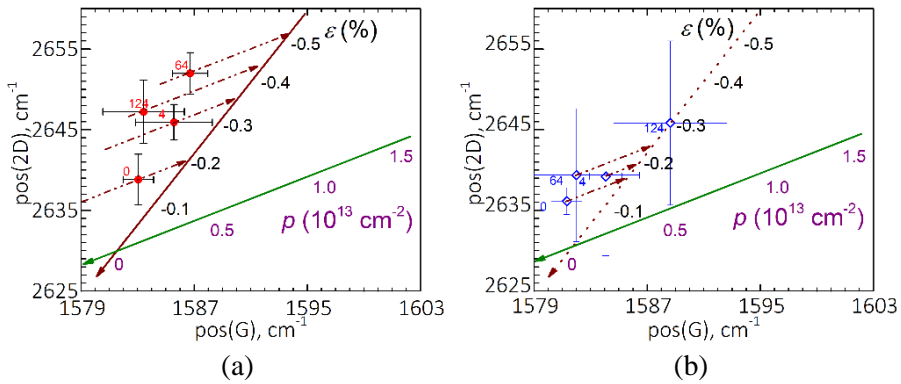 2655
2645
2635
2625
pos(2D), cm-1
ε (%)
-0.5
-0.4
-0.3
-0.2
-0.1
0
64
124
4
0
0.5
1.0
1.5
p (10¹³ cm⁻²)
1579 1587 1595 1603
pos(G), cm-1
(a)
2655
2645
2635
2625
pos(2D), cm-1
ε (%)
-0.5
-0.4
-0.3
-0.2
-0.1
0
124
64
4
0
0.5
1.0
1.5
p (10¹³ cm⁻²)
1579 1587 1595 1603
pos(G), cm-1
(b)